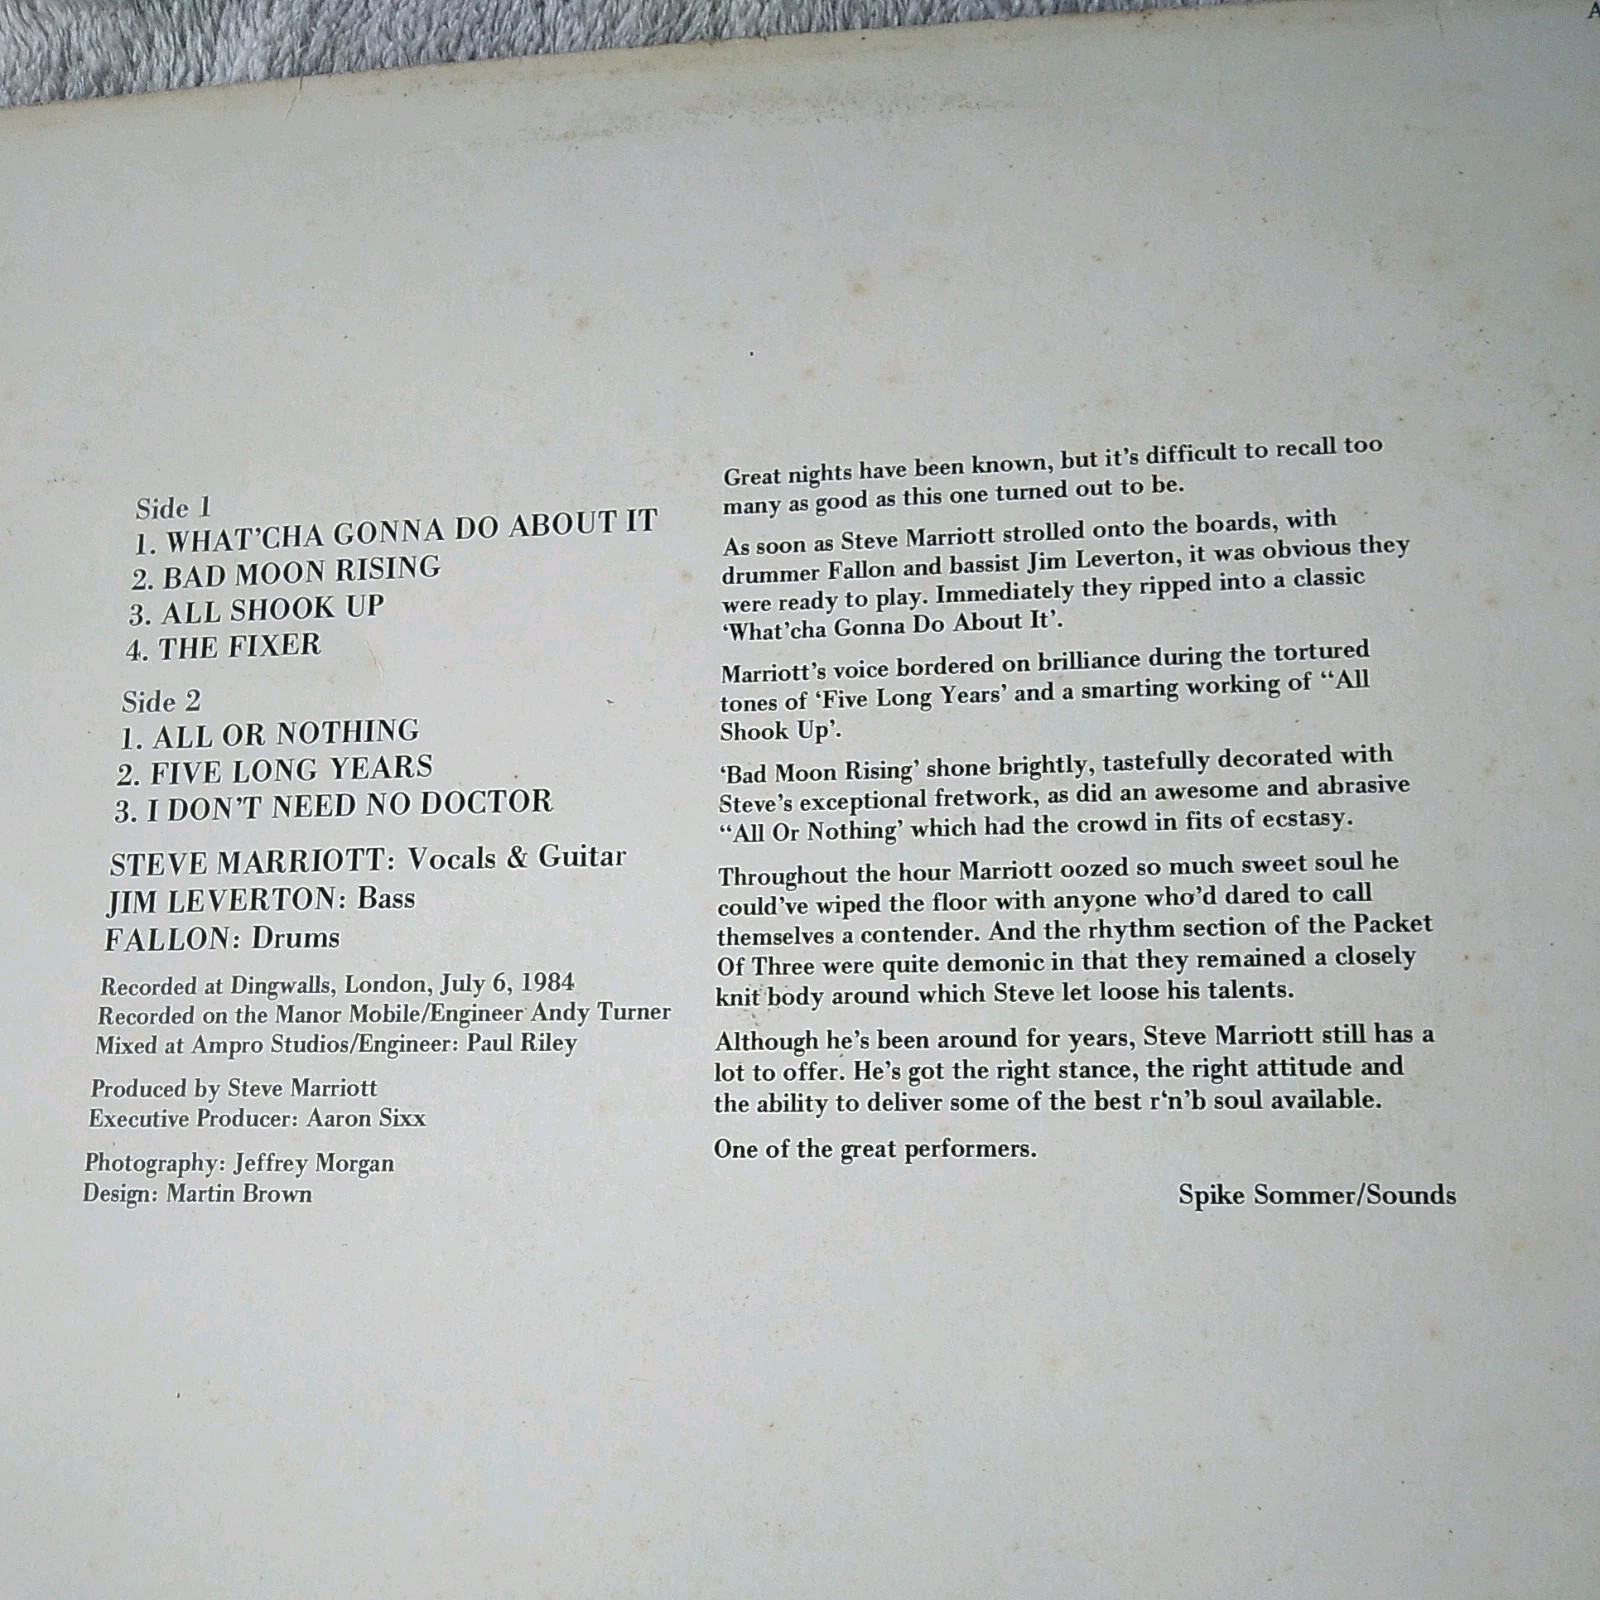 A
Side 1
1. WHAT'CHA GONNA DO ABOUT IT
2. BAD MOON RISING
3. ALL SHOOK UP
4. THE FIXER
Side 2
1. ALL OR NOTHING
2. FIVE LONG YEARS
3. I DON'T NEED NO DOCTOR
STEVE MARRIOTT: Vocals & Guitar
JIM LEVERTON: Bass
FALLON: Drums
Recorded at Dingwalls, London, July 6, 1984
Recorded on the Manor Mobile/Engineer Andy Turner
Mixed at Ampro Studios/Engineer: Paul Riley
Produced by Steve Marriott
Executive Producer: Aaron Sixx
Photography: Jeffrey Morgan
Design: Martin Brown
Great nights have been known, but it's difficult to recall too
many as good as this one turned out to be.
As soon as Steve Marriott strolled onto the boards, with
drummer Fallon and bassist Jim Leverton, it was obvious they
were ready to play. Immediately they ripped into a classic
‘What'cha Gonna Do About It’.
Marriott's voice bordered on brilliance during the tortured
tones of ‘Five Long Years’ and a smarting working of “All
Shook Up’.
‘Bad Moon Rising’ shone brightly, tastefully decorated with
Steve's exceptional fretwork, as did an awesome and abrasive
“All Or Nothing’ which had the crowd in fits of ecstasy.
Throughout the hour Marriott oozed so much sweet soul he
could've wiped the floor with anyone who'd dared to call
themselves a contender. And the rhythm section of the Packet
Of Three were quite demonic in that they remained a closely
knit body around which Steve let loose his talents.
Although he's been around for years, Steve Marriott still has a
lot to offer. He's got the right stance, the right attitude and
the ability to deliver some of the best r‘n’b soul available.
One of the great performers.
Spike Sommer/Sounds